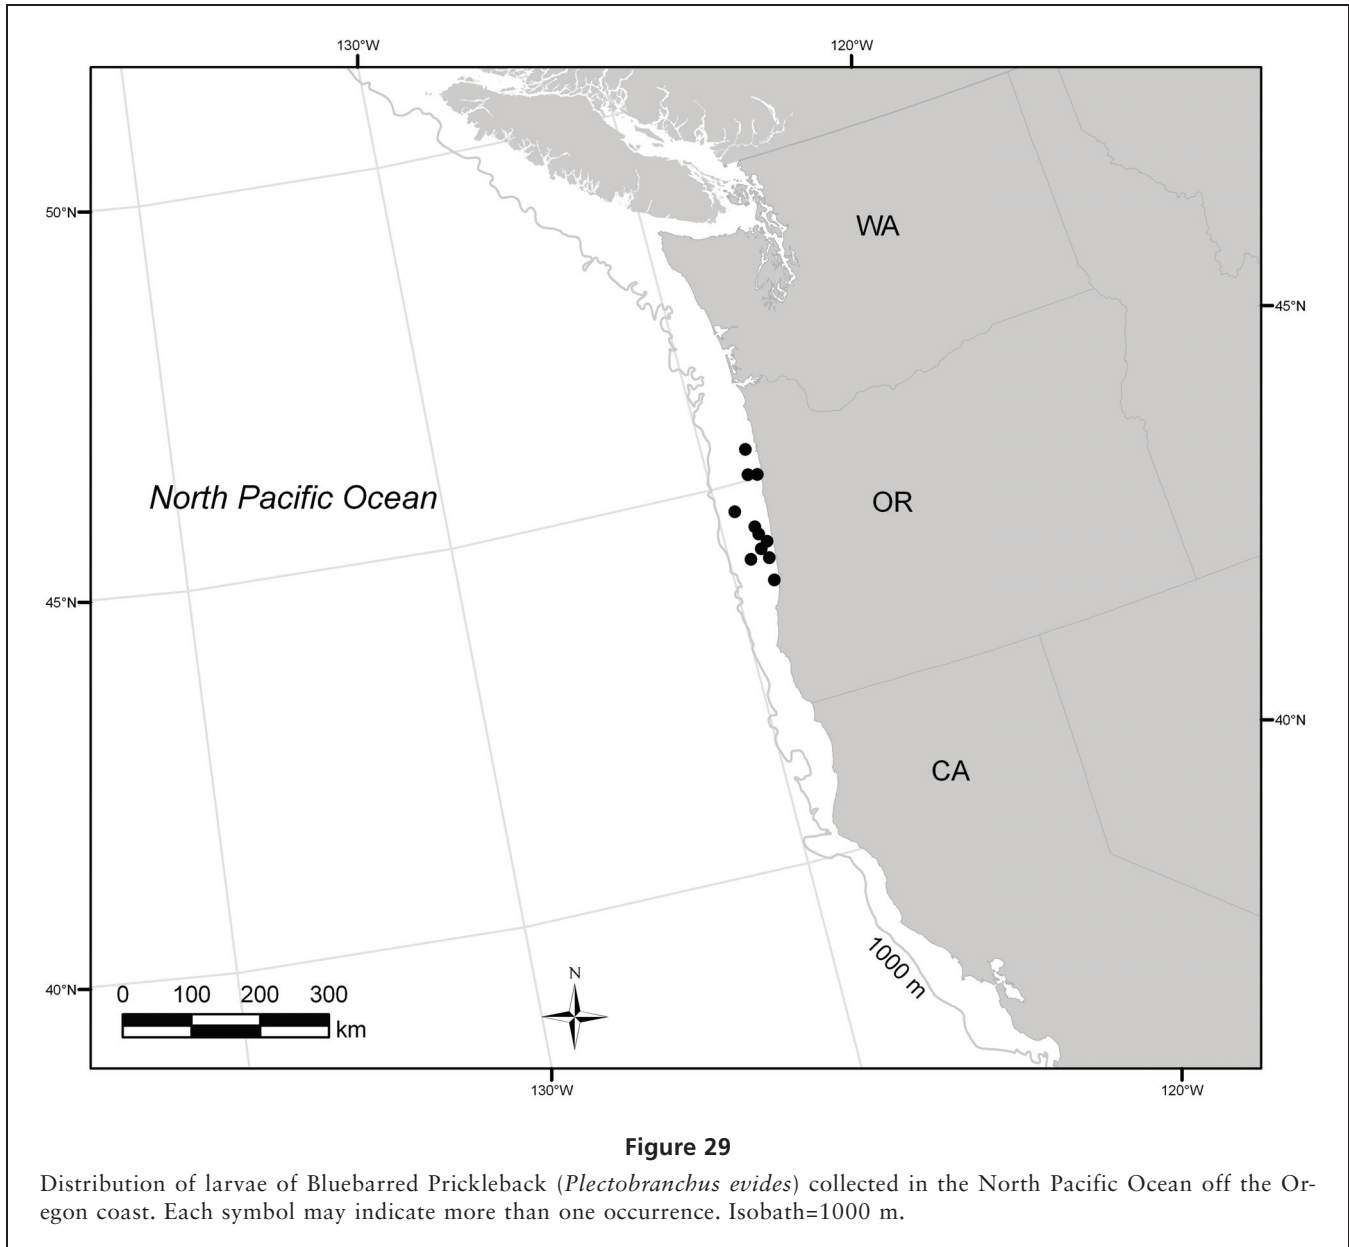 130°W
120°W
50°N
WA
45°N
North Pacific Ocean
OR
45°N
40°N
CA
1000 m
40°N
0 100 200 300
km
N
130°W
120°W
Figure 29
Distribution of larvae of Bluebarred Prickleback (Plectobranchus evides) collected in the North Pacific Ocean off the Or-
egon coast. Each symbol may indicate more than one occurrence. Isobath=1000 m.